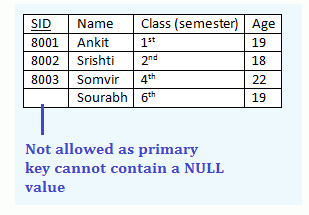 SID Name Class (semester) Age
8001 Ankit 1st 19
8002 Srishti 2nd 18
8003 Somvir 4th 22
Sourabh 6th 19
Not allowed as primary
key cannot contain a NULL
value